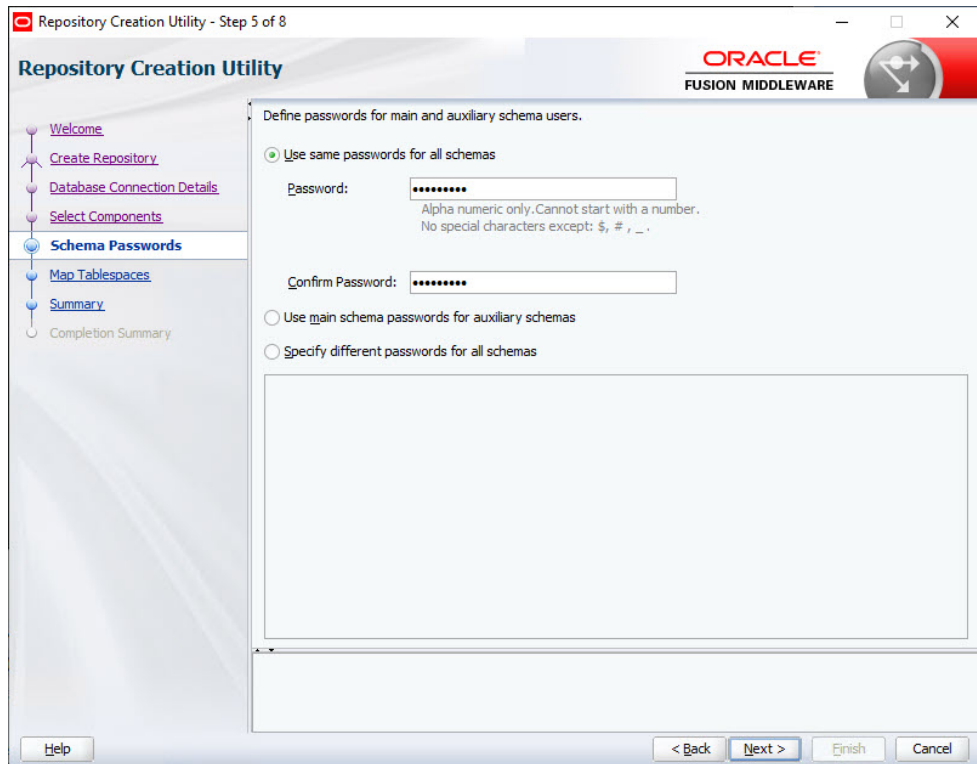 Repository Creation Utility - Step 5 of 8
Repository Creation Utility
ORACLE
FUSION MIDDLEWARE
Welcome
Create Repository
Database Connection Details
Select Components
Schema Passwords
Map Tablespaces
Summary
Completion Summary
Define passwords for main and auxiliary schema users.
Use same passwords for all schemas
Password: •••••••••
Alpha numeric only.Cannot start with a number.
No special characters except: $, # , _ .
Confirm Password: •••••••••
Use main schema passwords for auxiliary schemas
Specify different passwords for all schemas
Help
< Back
Next >
Finish
Cancel